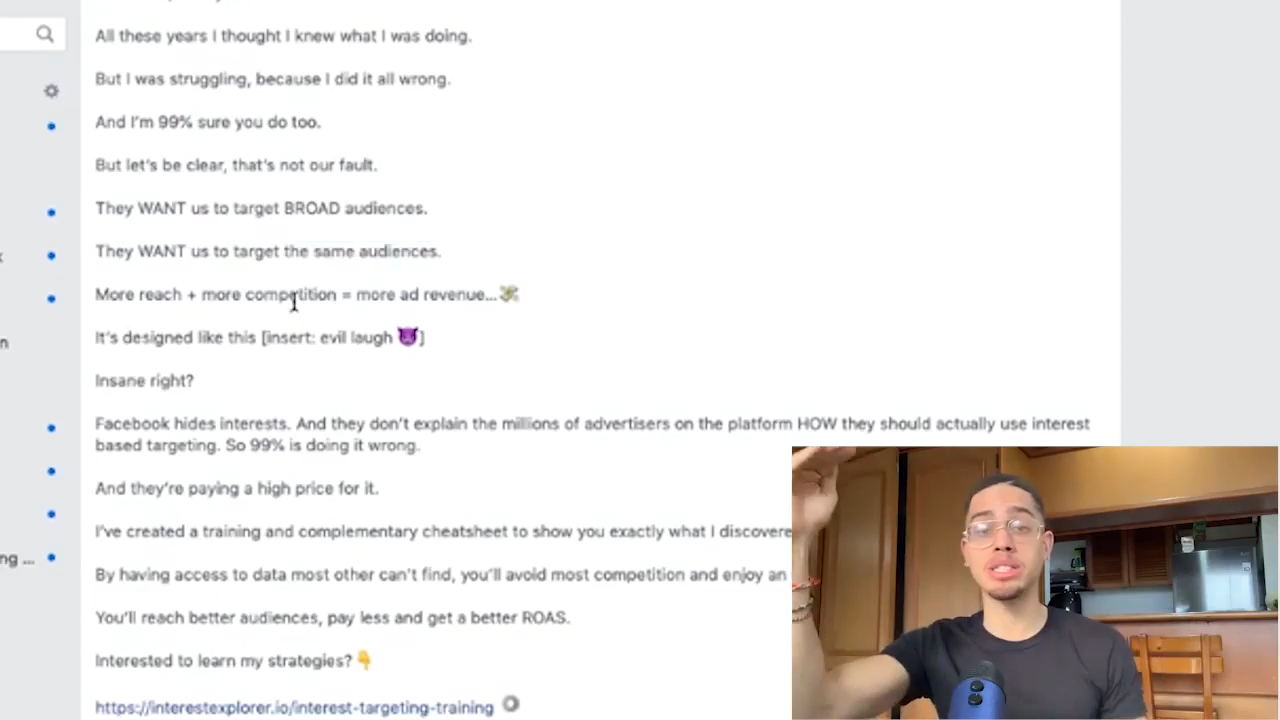 All these years I thought I knew what I was doing.
But I was struggling, because I did it all wrong.
And I'm 99% sure you do too.
But let's be clear, that's not our fault.
They WANT us to target BROAD audiences.
They WANT us to target the same audiences.
More reach + more competition = more ad revenue...💸
It's designed like this [insert: evil laugh 😈]
Insane right?
Facebook hides interests. And they don't explain the millions of advertisers on the platform HOW they should actually use interest
based targeting. So 99% is doing it wrong.
And they're paying a high price for it.
I've created a training and complementary cheatsheet to show you exactly what I discovere
ng ...
By having access to data most other can't find, you'll avoid most competition and enjoy an
You'll reach better audiences, pay less and get a better ROAS.
Interested to learn my strategies? 👇
https://interestexplorer.io/interest-targeting-training